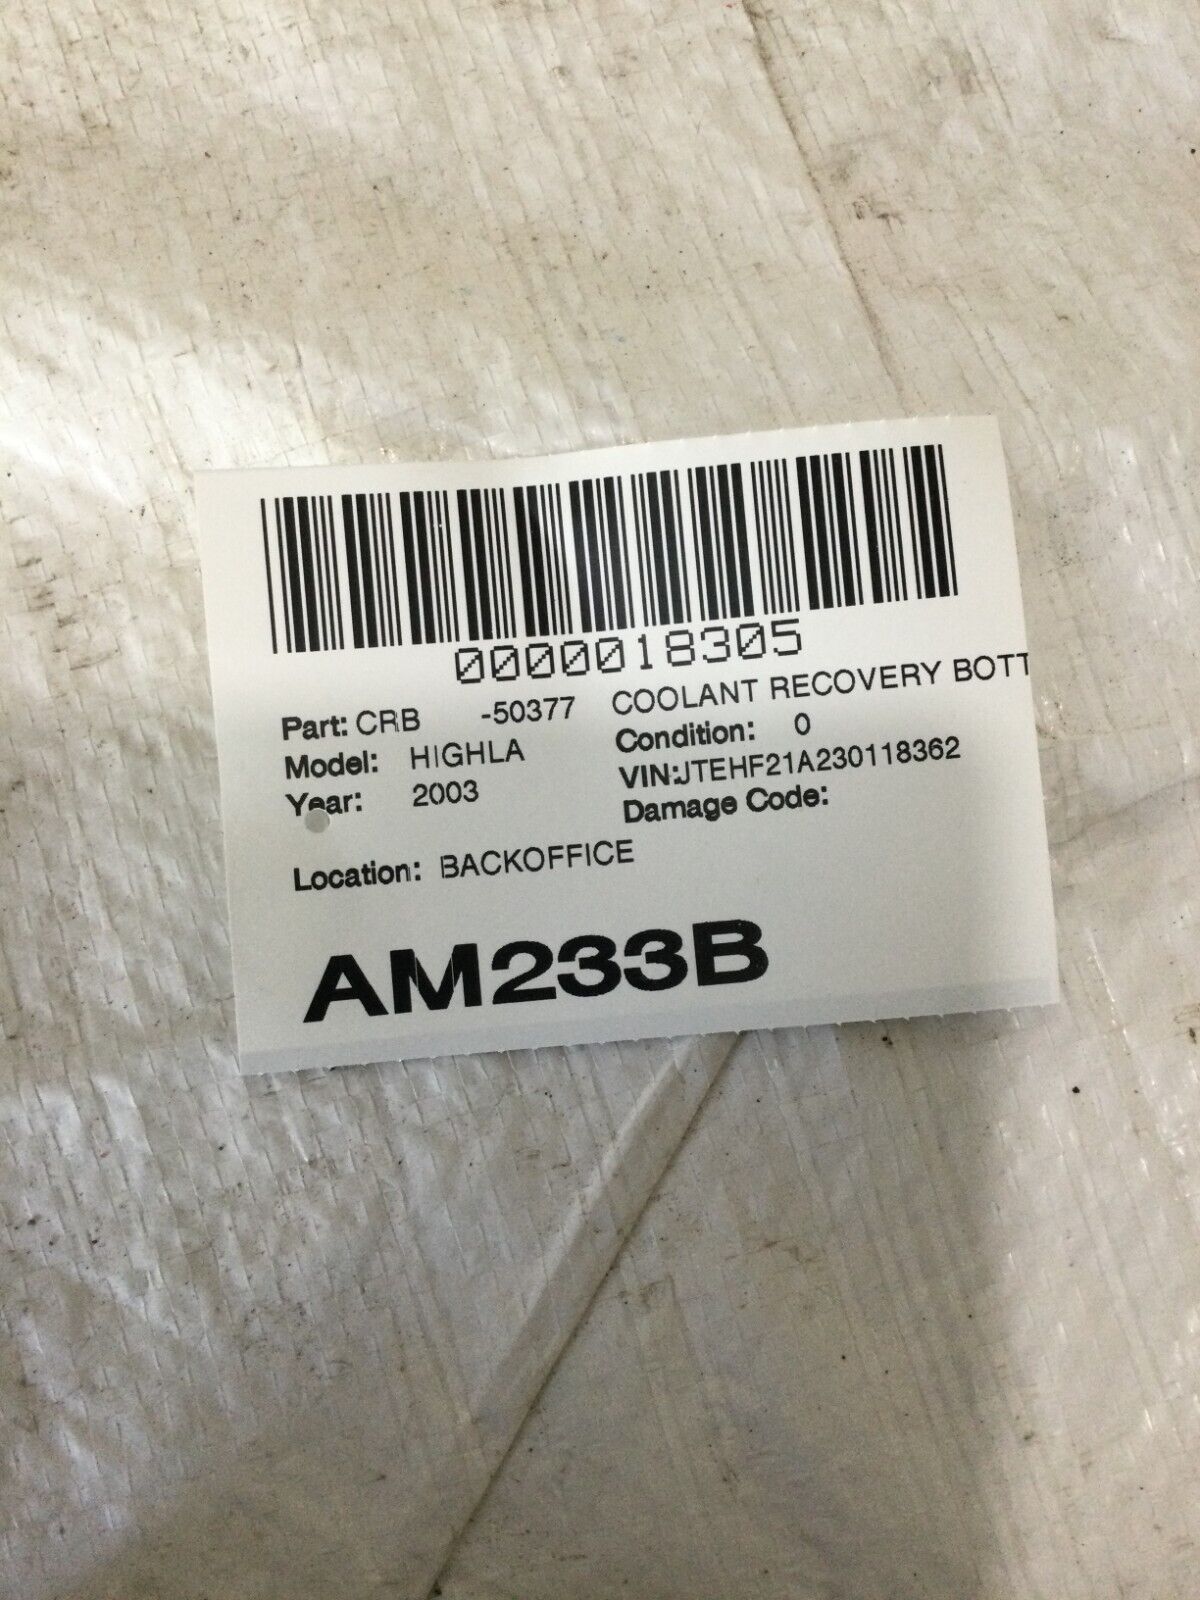 0000018305
Part: CRB -50377 COOLANT RECOVERY BOTT
Model: HIGHLA Condition: 0
Year: 2003 VIN:JTEHF21A230118362
Damage Code:
Location: BACKOFFICE
AM233B